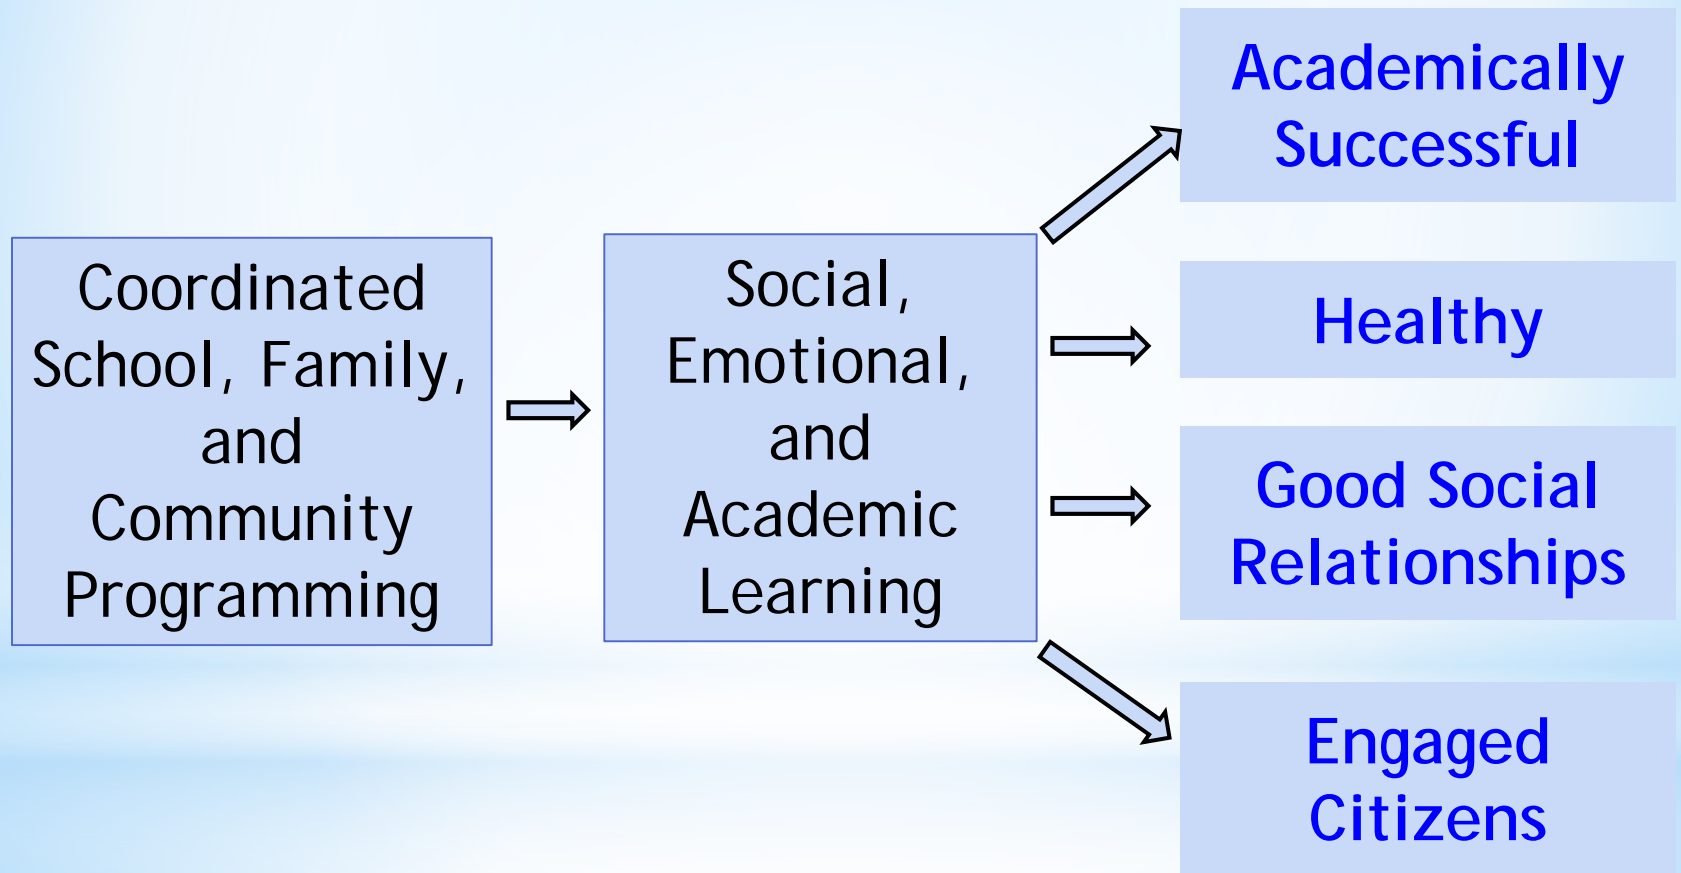 Coordinated
School, Family,
and
Community
Programming
Social,
Emotional,
and
Academic
Learning
Academically
Successful
Healthy
Good Social
Relationships
Engaged
Citizens